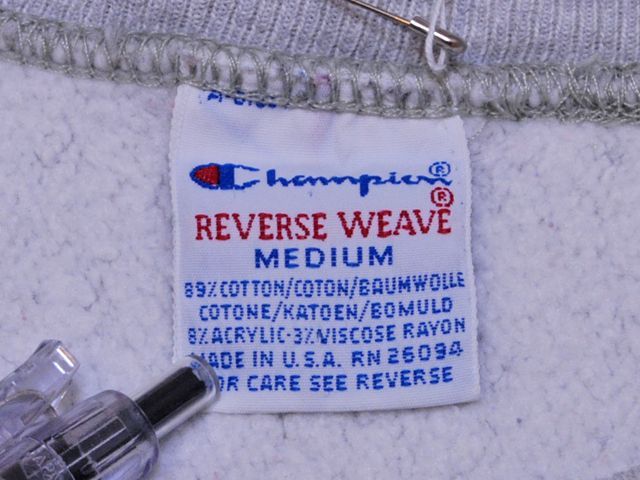 Champion®
REVERSE WEAVE®
MEDIUM
89% COTTON/COTON/BAUMWOLLE
COTONE/KATOEN/BOMULD
8% ACRYLIC-3% VISCOSE RAYON
MADE IN U.S.A. RN 26094
FOR CARE SEE REVERSE